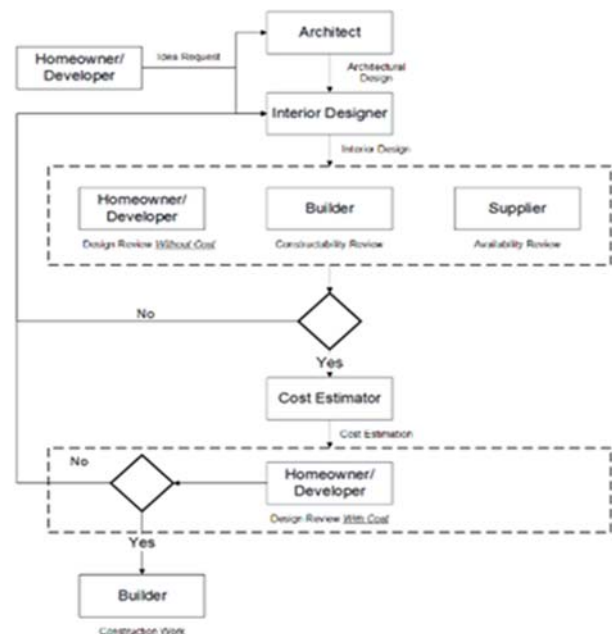 Architect
Homeowner/
Developer
Idea Request
Architectural
Design
Interior Designer
Interior Design
Homeowner/
Developer
Builder
Supplier
Design Review Without Cost
Constructability Review
Availability Review
No
Yes
Cost Estimator
Cost Estimation
No
Homeowner/
Developer
Design Review With Cost
Yes
Builder
Construction Work